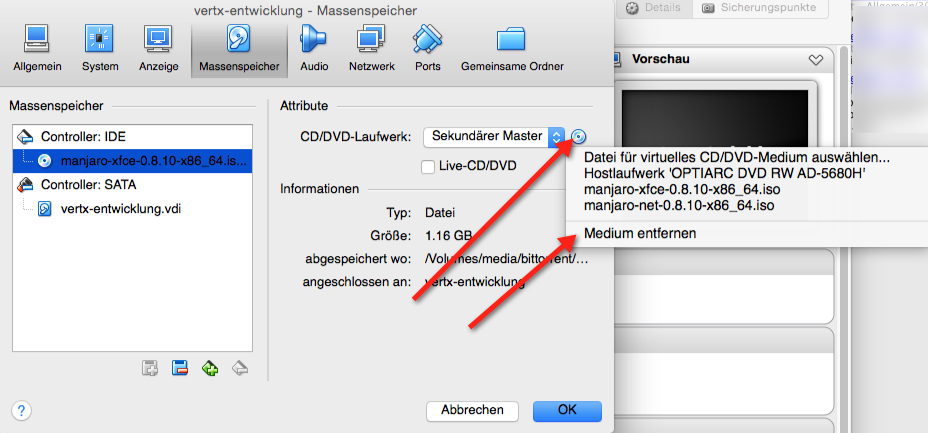 vertx-entwicklung - Massenspeicher
Details
Sicherungspunkte
Allgemein
System
Anzeige
Massenspeicher
Audio
Netzwerk
Ports
Gemeinsame Ordner
Vorschau
Massenspeicher
Controller: IDE
manjaro-xfce-0.8.10-x86_64.is...
Controller: SATA
vertx-entwicklung.vdi
Attribute
CD/DVD-Laufwerk:
Sekundärer Master
Live-CD/DVD
Informationen
Typ: Datei
Größe: 1.16 GB
abgespeichert wo: /Volumes/media/bittorrent/...
angeschlossen an: vertx-entwicklung
Datei für virtuelles CD/DVD-Medium auswählen...
Hostlaufwerk 'OPTIARC DVD RW AD-5680H'
manjaro-xfce-0.8.10-x86_64.iso
manjaro-net-0.8.10-x86_64.iso
Medium entfernen
?
Abbrechen
OK